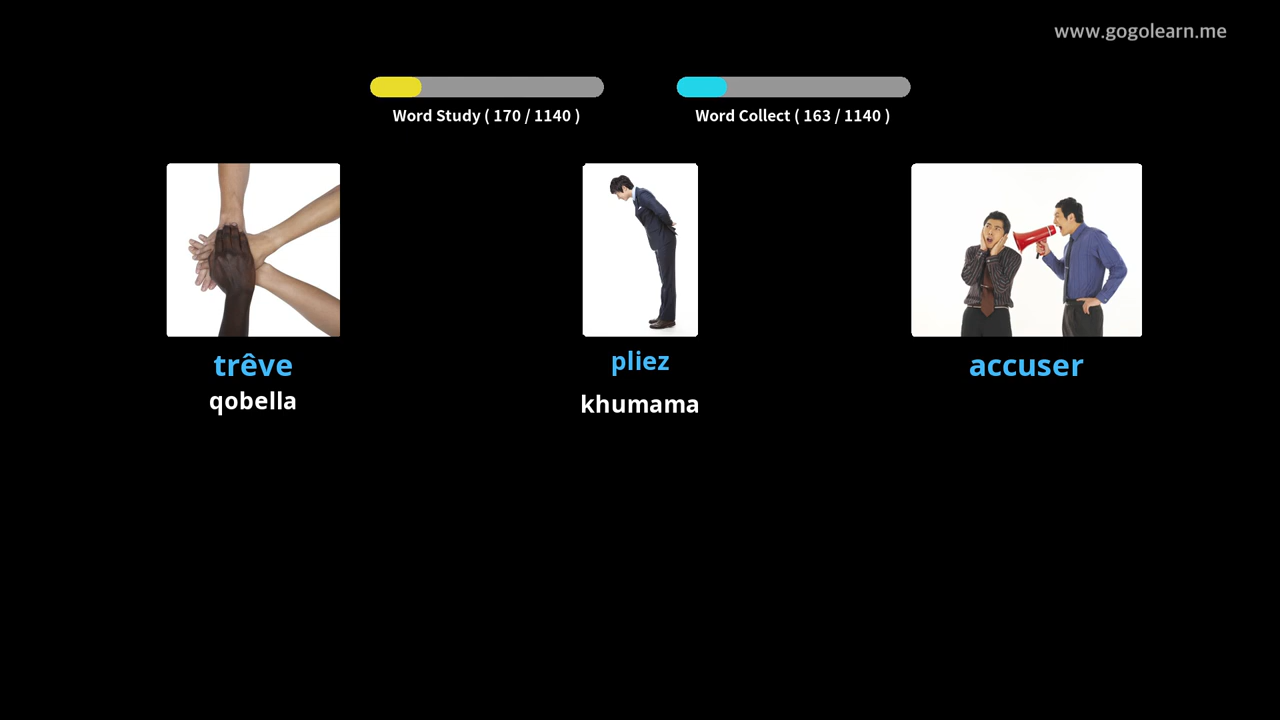 www.gogolearn.me
Word Study ( 170 / 1140 )
Word Collect ( 163 / 1140 )
trêve
qobella
pliez
khumama
accuser